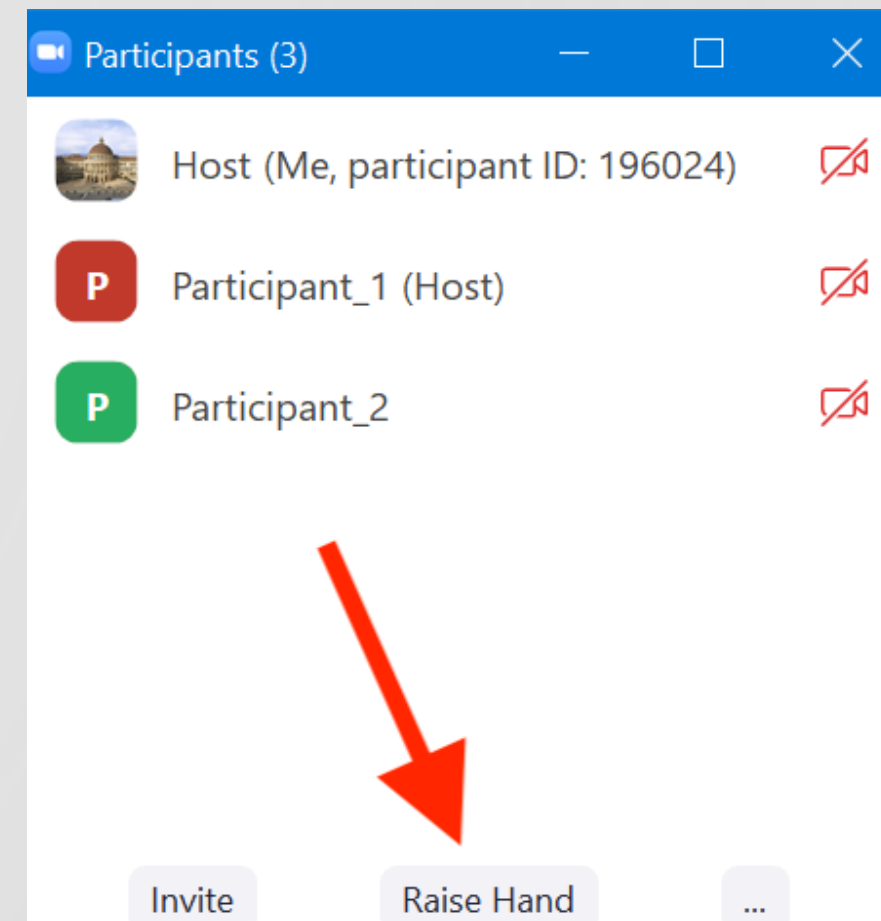 Participants (3)
Host (Me, participant ID: 196024)
P
Participant_1 (Host)
P
Participant_2
Invite
Raise Hand
...